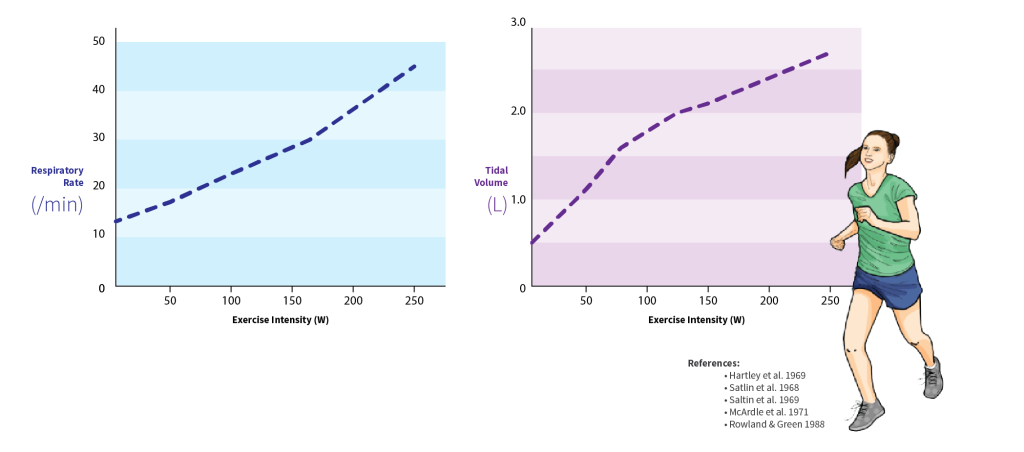 50
40
30
20
10
0
Respiratory
Rate
(/min)
50 100 150 200 250
Exercise Intensity (W)
3.0
2.0
1.0
0
Tidal
Volume
(L)
50 100 150 200 250
Exercise Intensity (W)
References:
• Hartley et al. 1969
• Satlin et al. 1968
• Saltin et al. 1969
• McArdle et al. 1971
• Rowland & Green 1988